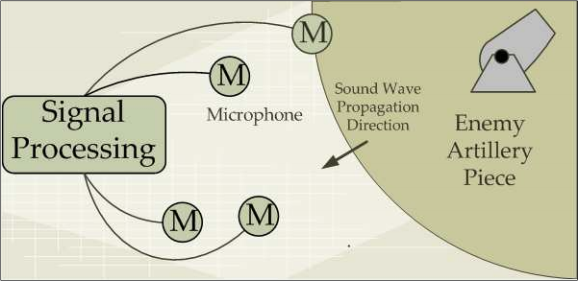 M
M
Signal
Processing
Microphone
Sound Wave
Propagation
Direction
Enemy
Artillery
Piece
M
M